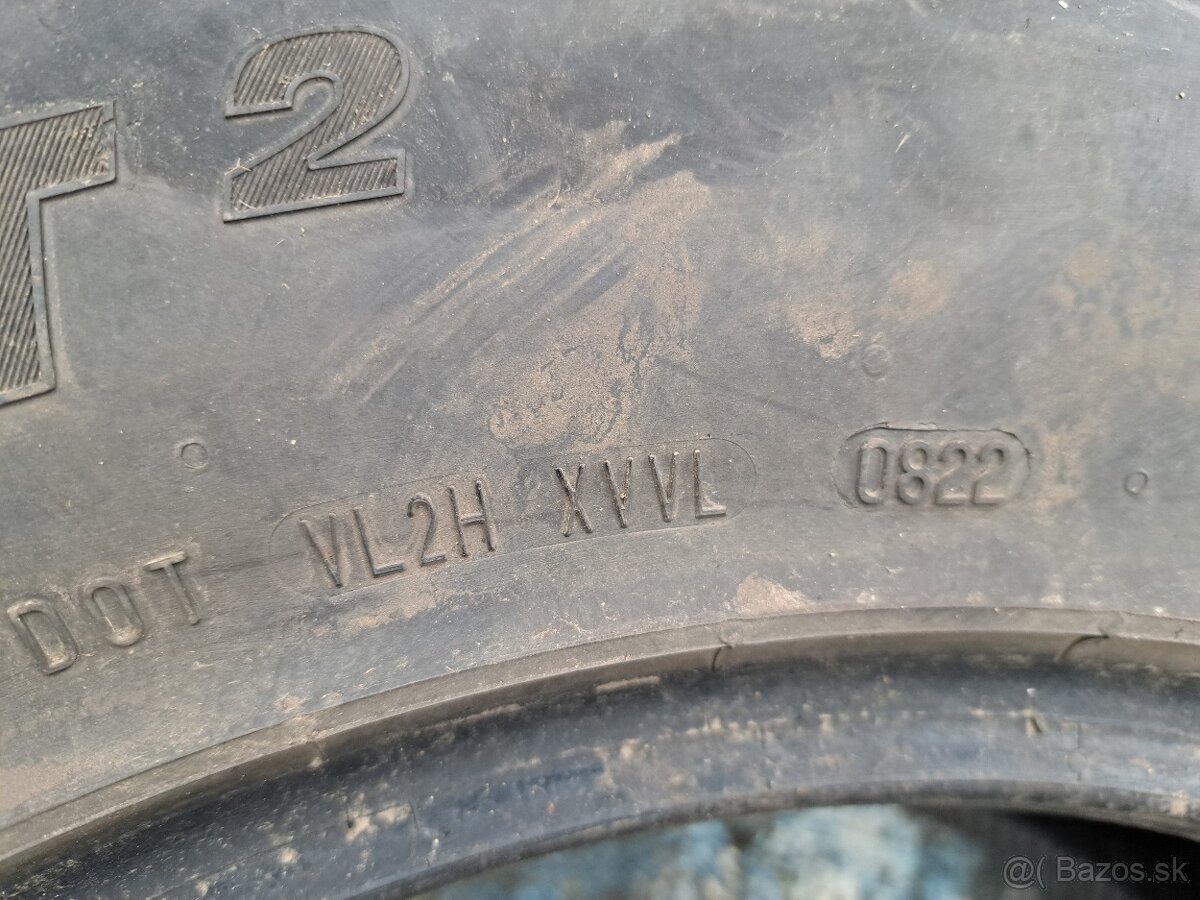 T²
DOT VL2H XVVL 0822
@( Bazos.sk